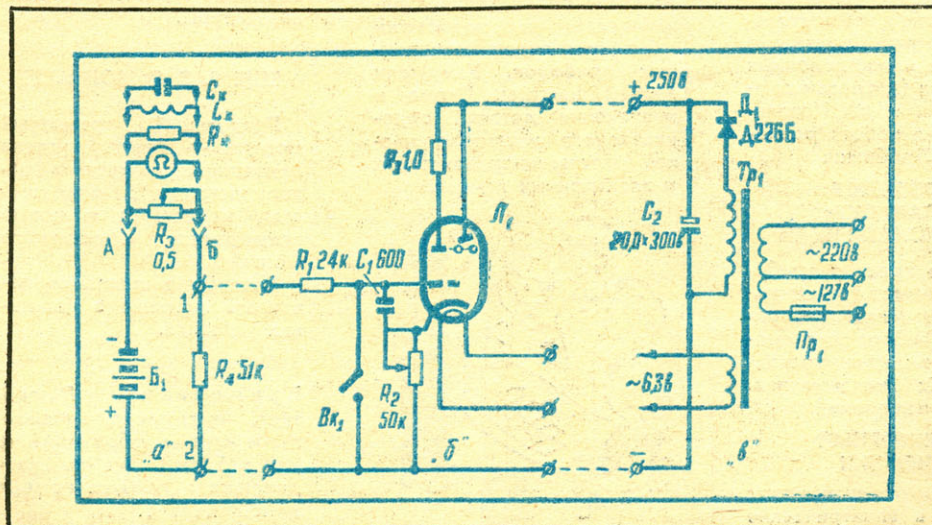 Cх
Lх
Rх
Ω
А
R3
0,5
Б
1
-
Б1
+
R4 51к
„а"
2
R1 24к
C1 600
Вк1
R2
50к
„б"
R3 1,0
Л1
+ 250в
C2
20,0×300в
-
~6,3в
Д1
Д226Б
Тр1
~220в
~127в
Пр1
„в"